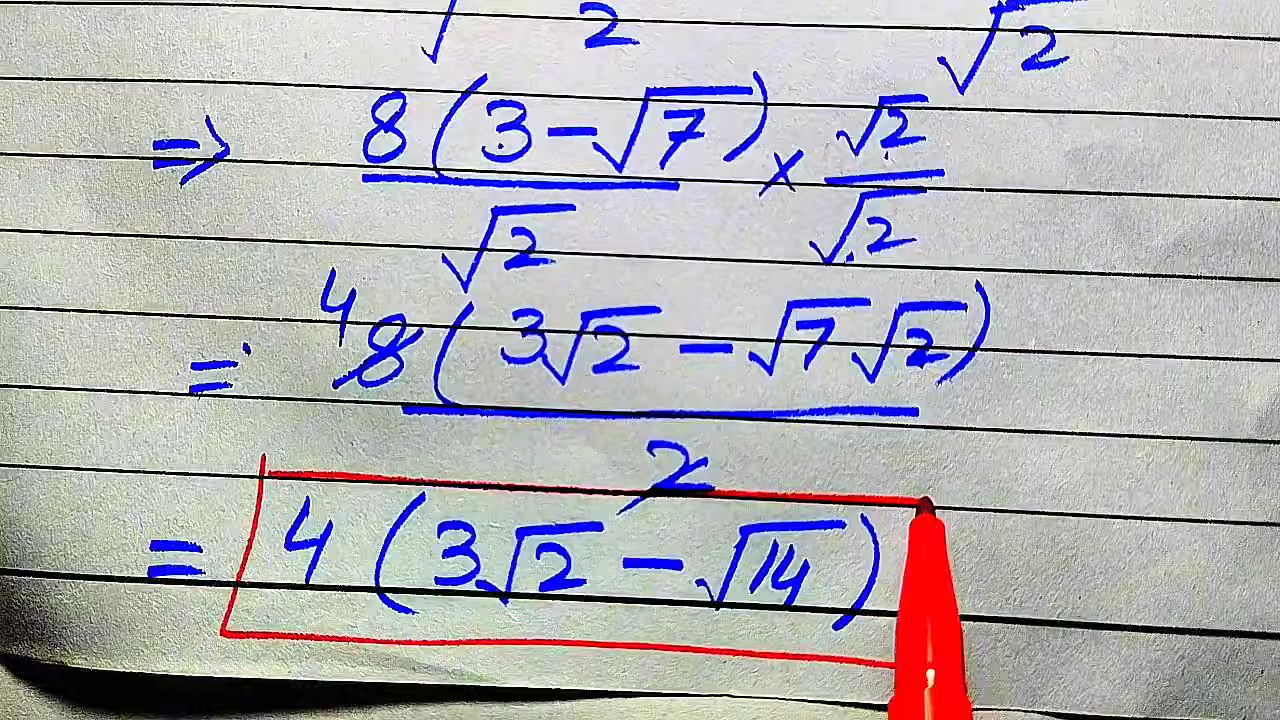 √ 2 √2
=> 8(3-√7)/√2 × √2/√2
= 4 8(3√2 - √7√2)/2
= 4(3√2 - √14)